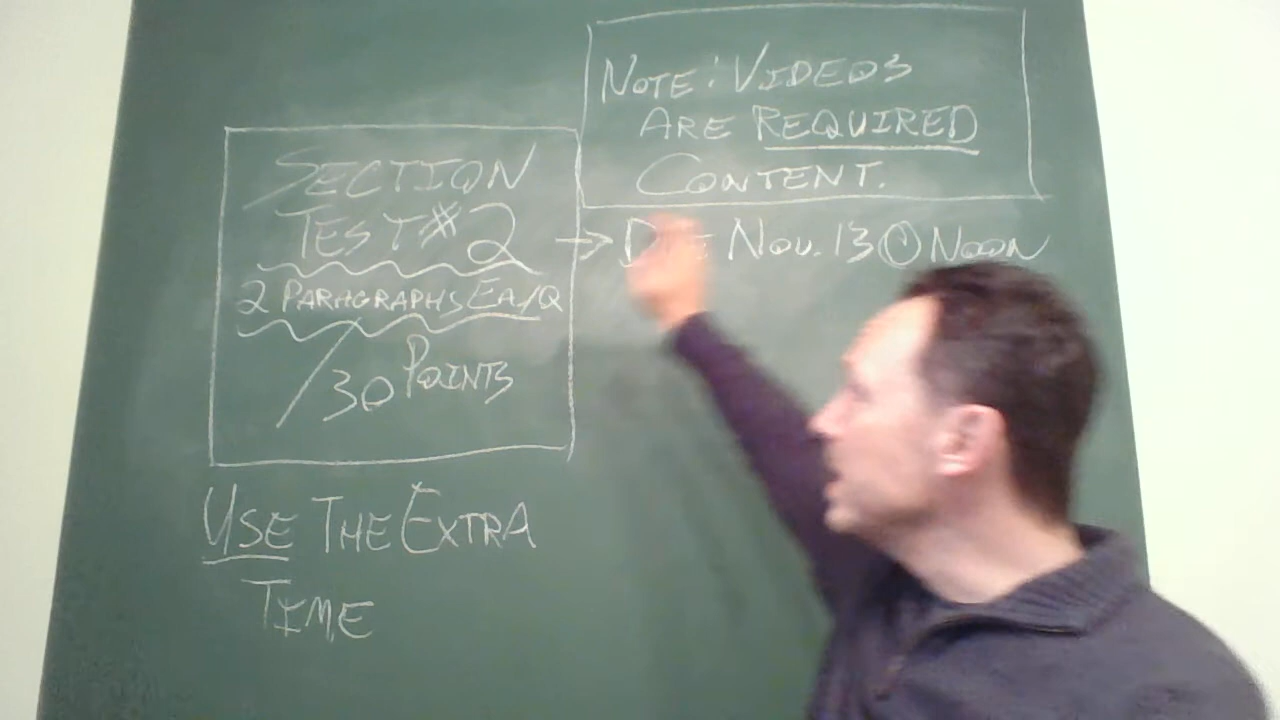 SECTION
TEST #2
2 PARAGRAPHS EA/Q
/30 POINTS
USE THE EXTRA
TIME
NOTE: VIDEOS
ARE REQUIRED
CONTENT.
→ NOV. 13 @ NOON